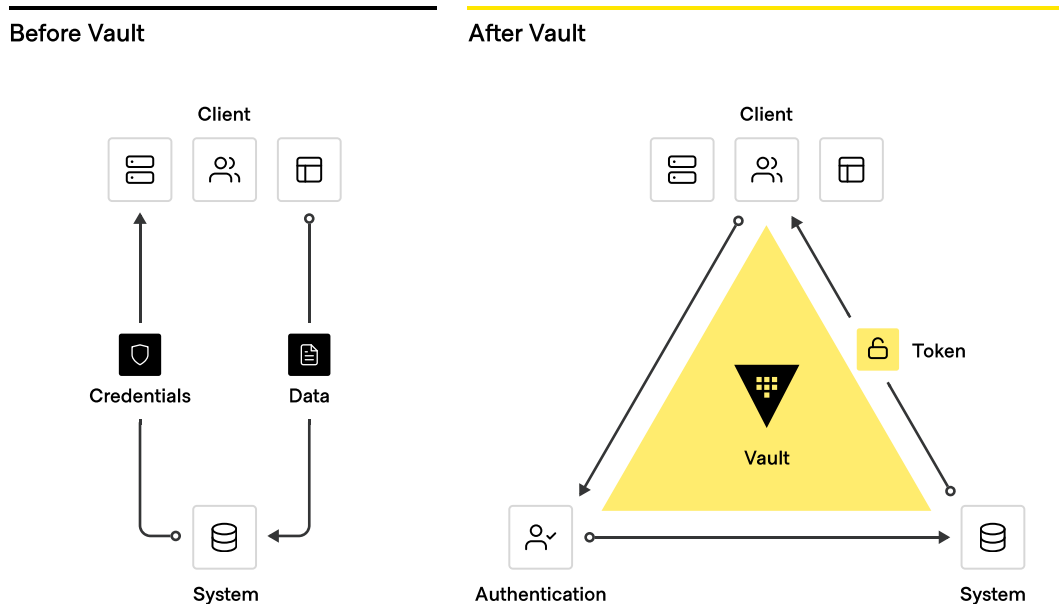 Before Vault
After Vault
Client
Credentials
Data
System
Client
Token
Vault
Authentication
System